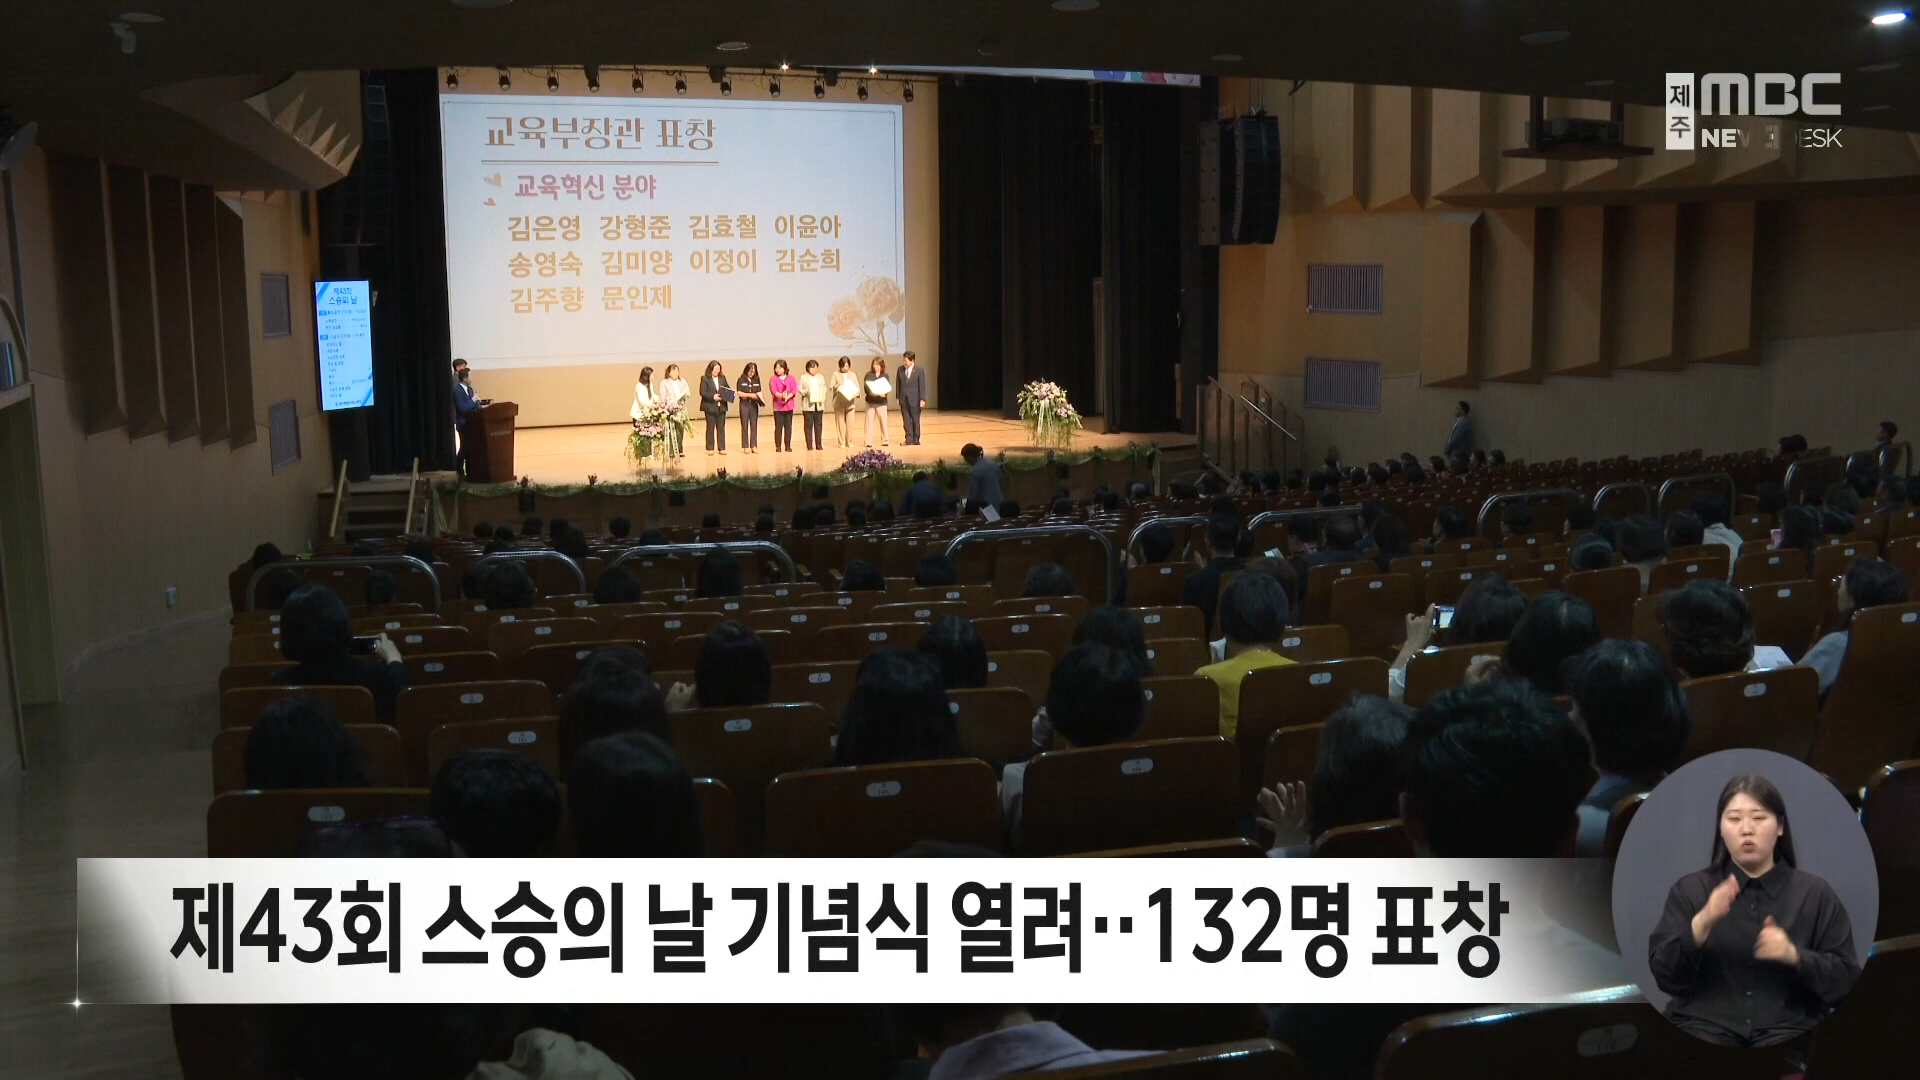 교육부장관 표창
교육혁신 분야
김은영 강형준 김효철 이윤아
송영숙 김미양 이정이 김순희
김주향 문인제
제43회
스승의 날
제주 MBC
제43회 스승의 날 기념식 열려··132명 표창